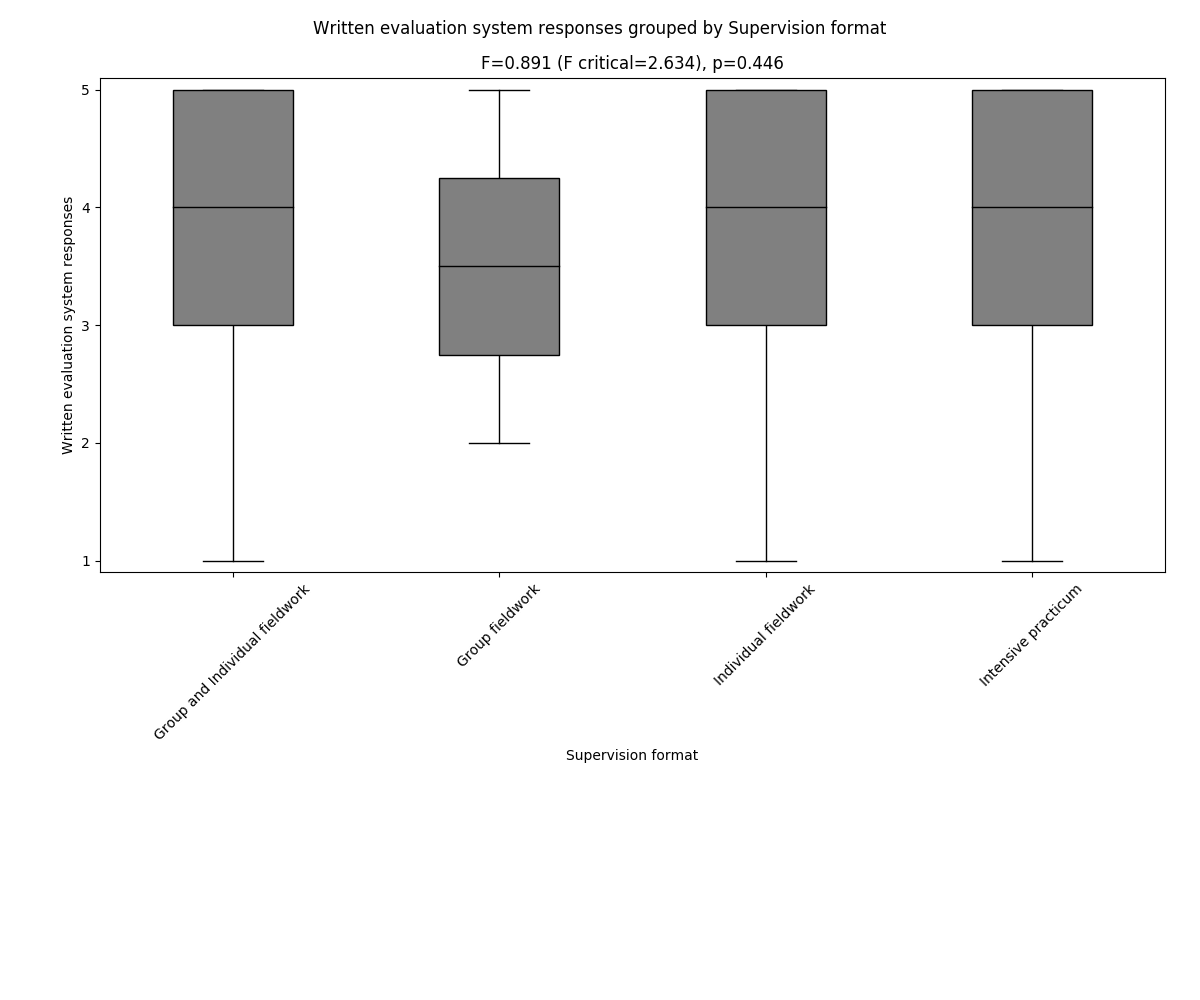 Written evaluation system responses grouped by Supervision format
F=0.891 (F critical=2.634), p=0.446
Written evaluation system responses
5
4
3
2
1
Group and Individual fieldwork
Group fieldwork
Individual fieldwork
Intensive practicum
Supervision format